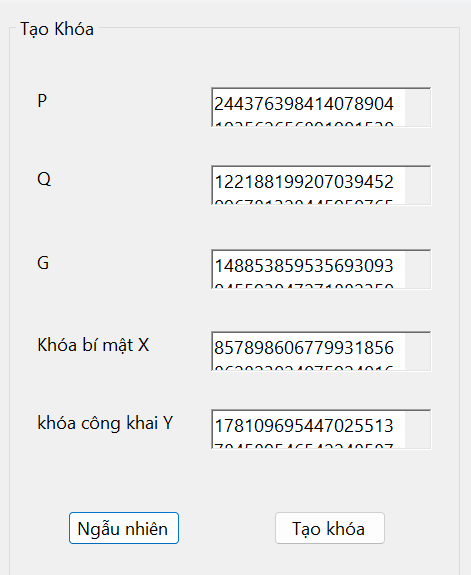 Tạo Khóa
P
244376398414078904
Q
122188199207039452
G
148853859535693093
Khóa bí mật X
857898606779931856
khóa công khai Y
178109695447025513
Ngẫu nhiên
Tạo khóa